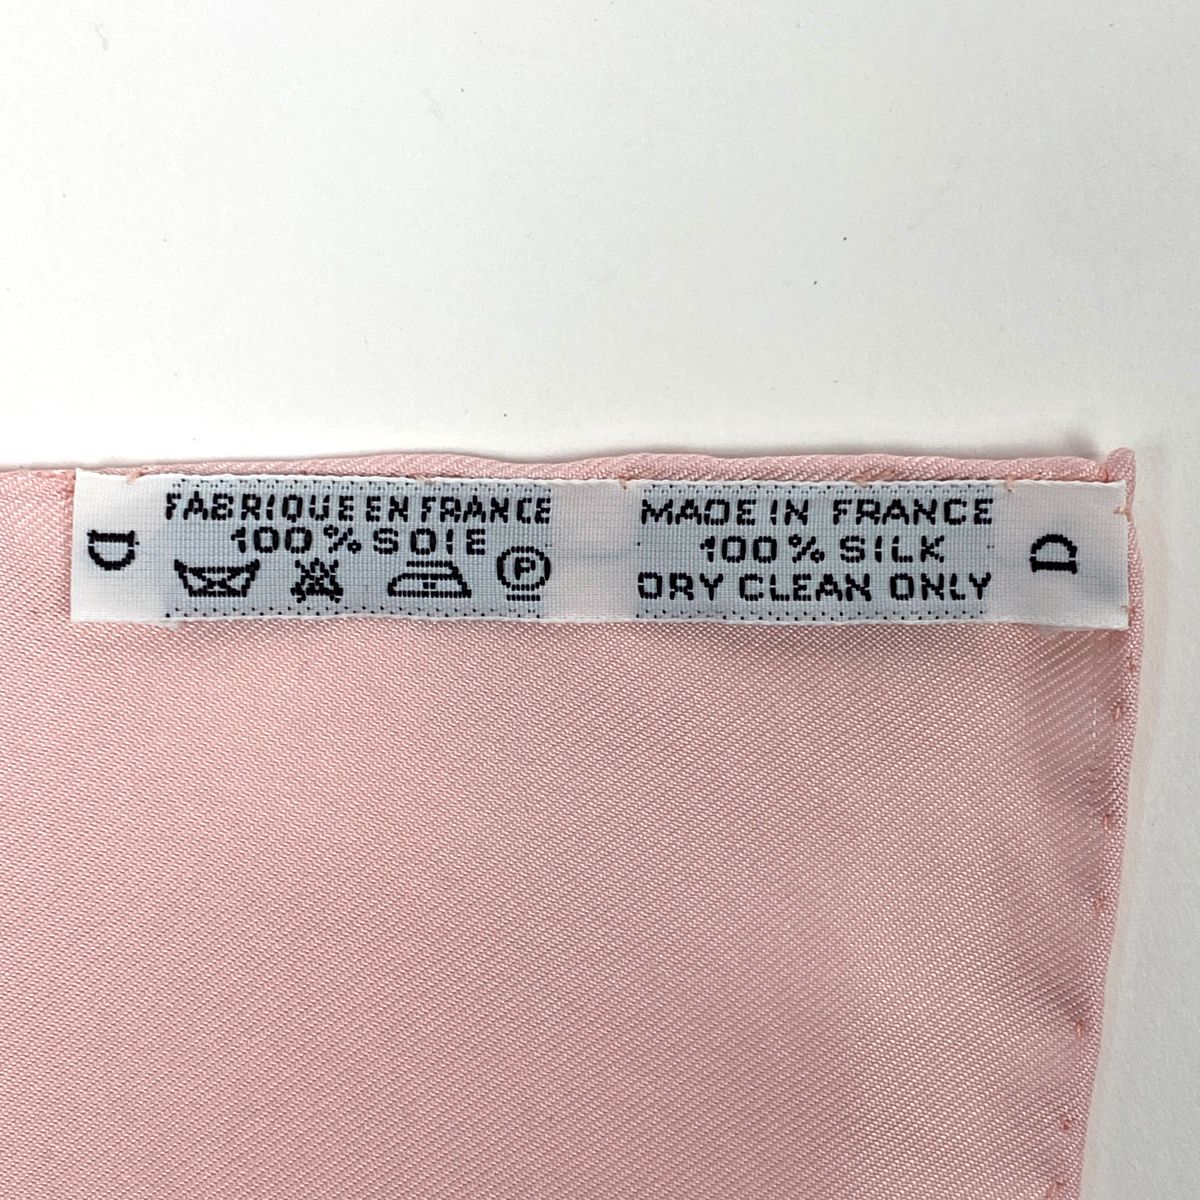 D
FABRIQUE EN FRANCE
100% SOIE
P
MADE IN FRANCE
100% SILK
DRY CLEAN ONLY
D